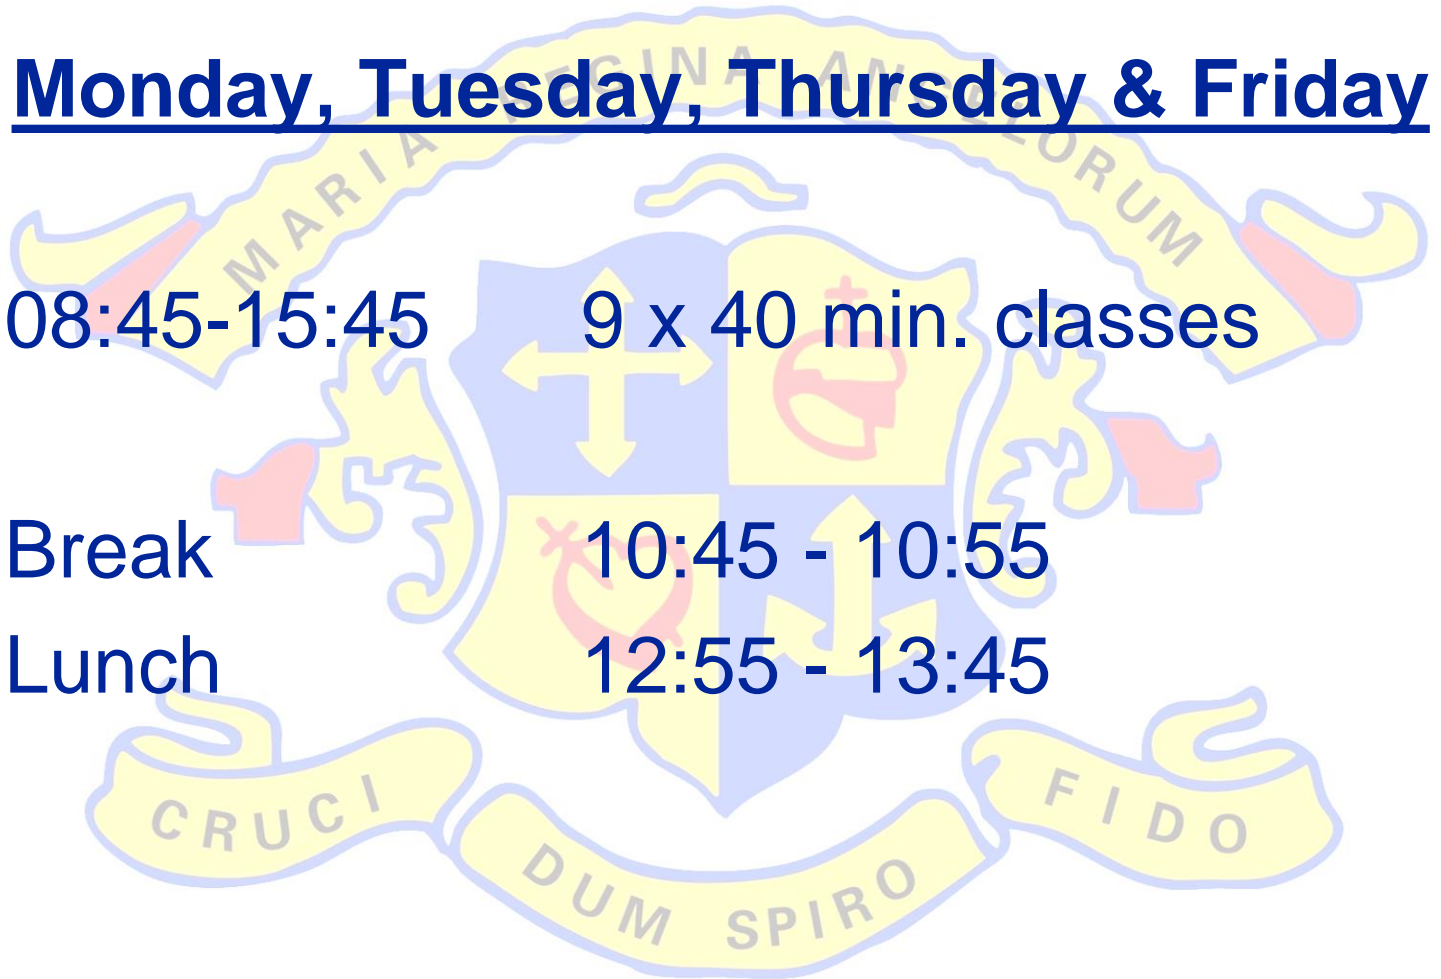 MARIA REGINA ANGELORUM
Monday, Tuesday, Thursday & Friday
08:45-15:45 9 x 40 min. classes
Break 10:45 - 10:55
Lunch 12:55 - 13:45
CRUCI DUM SPIRO FIDO